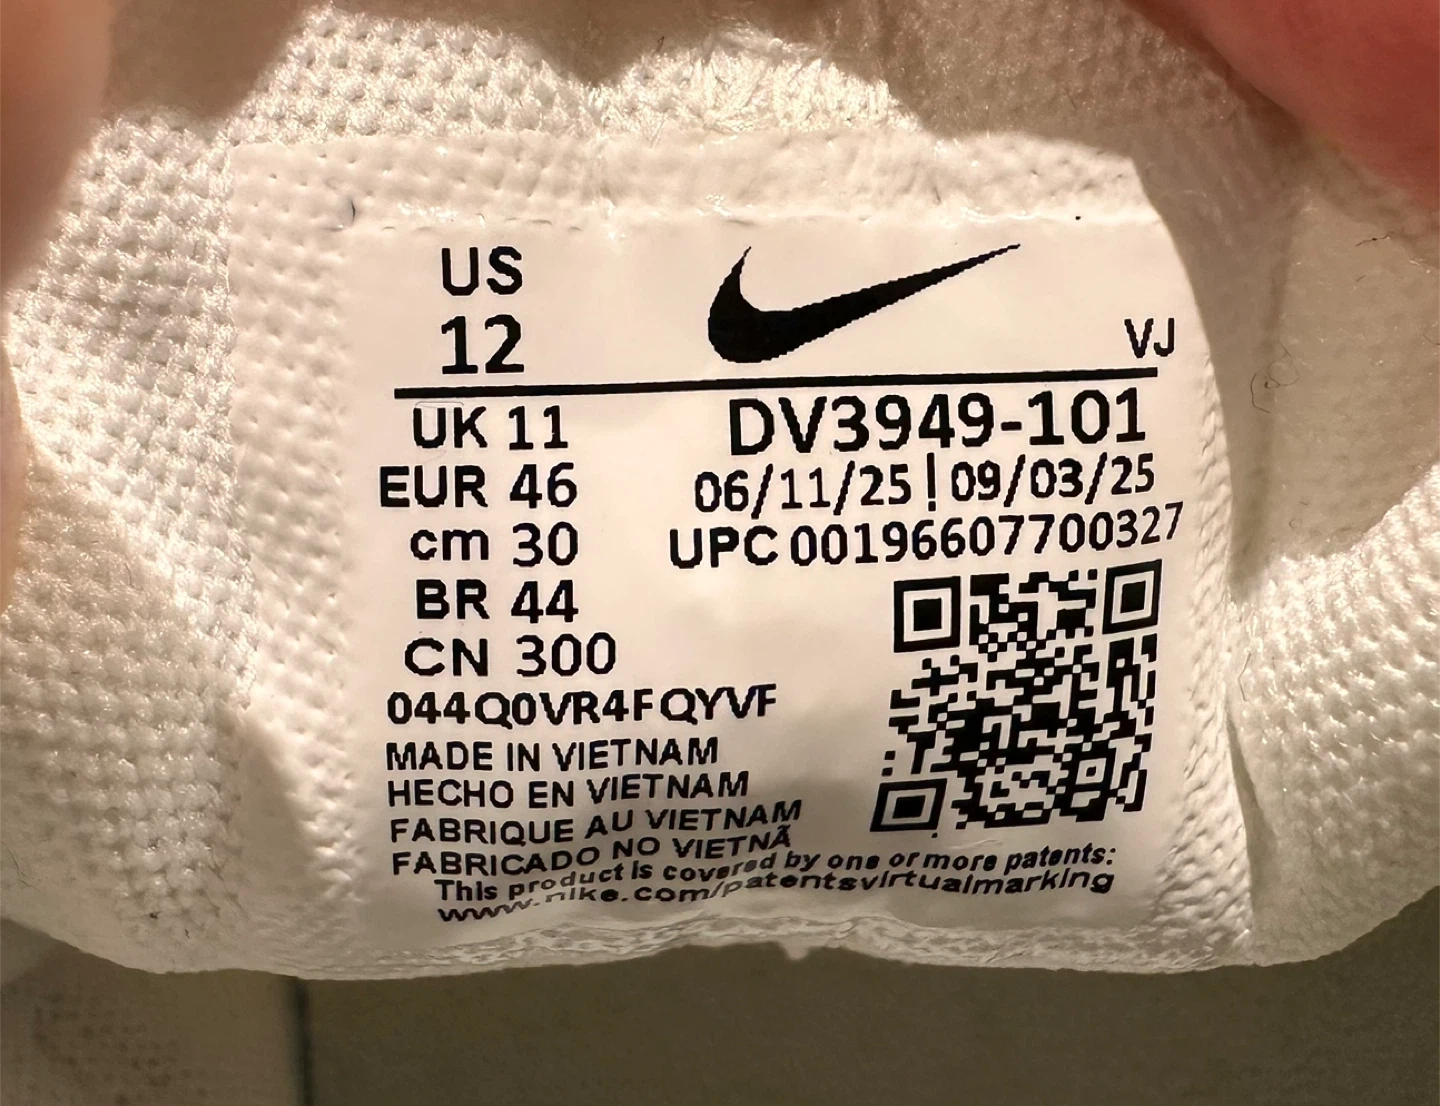 US
12
VJ
UK 11
EUR 46
cm 30
BR 44
CN 300
DV3949-101
06/11/25 | 09/03/25
UPC 00196607700327
044Q0VR4FQYVF
MADE IN VIETNAM
HECHO EN VIETNAM
FABRIQUE AU VIETNAM
FABRICADO NO VIETNÃ
This product is covered by one or more patents:
www.nike.com/patentsvirtualmarking